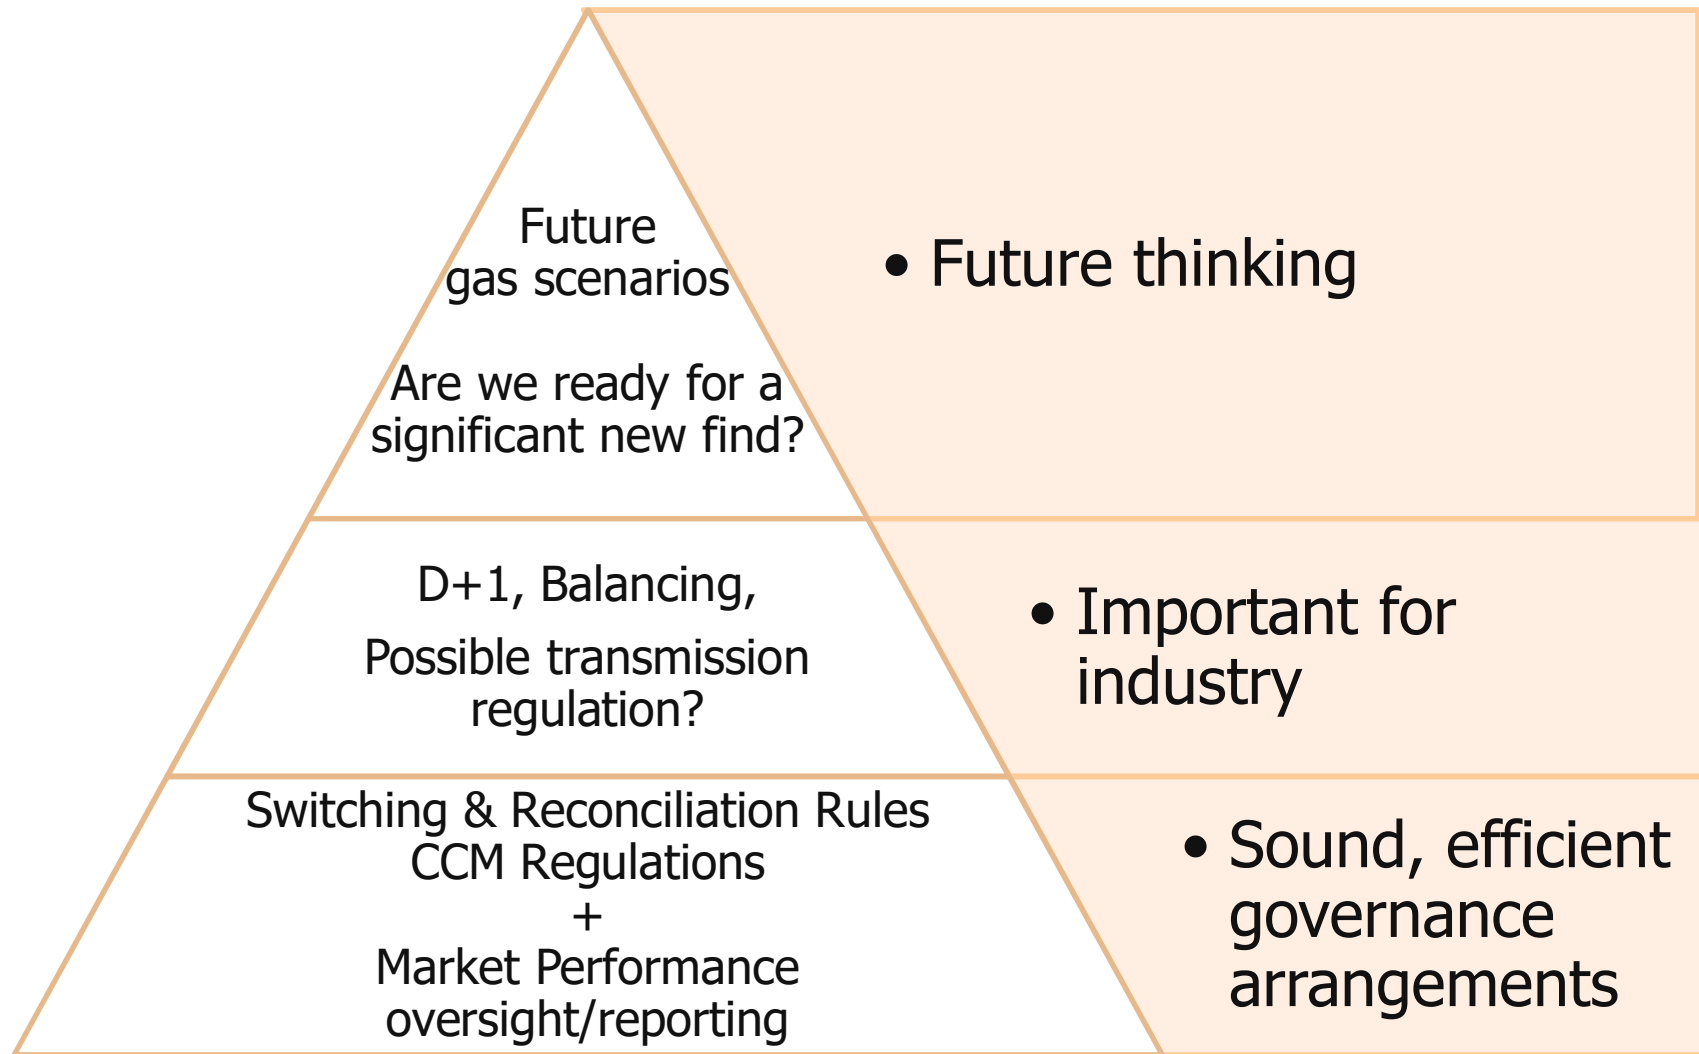 Future
gas scenarios
Are we ready for a
significant new find?
• Future thinking
D+1, Balancing,
Possible transmission
regulation?
• Important for
industry
Switching & Reconciliation Rules
CCM Regulations
+
Market Performance
oversight/reporting
• Sound, efficient
governance
arrangements